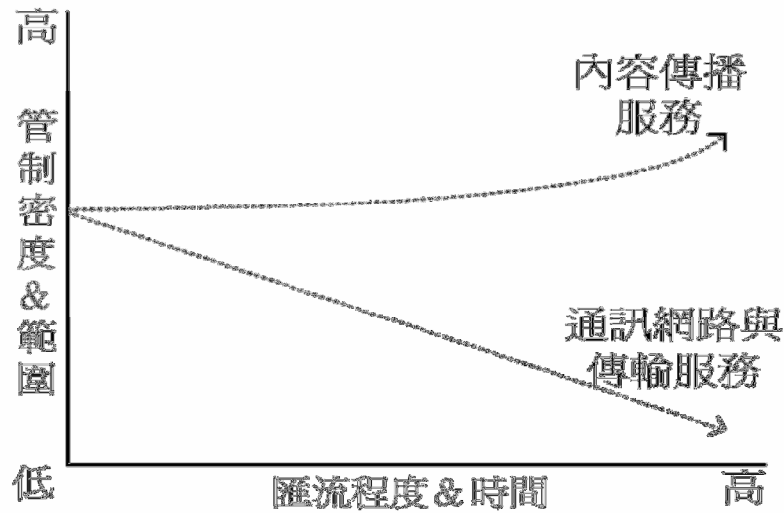 高
管制密度&範圍
低
內容傳播
服務
通訊網路與
傳輸服務
匯流程度&時間
高